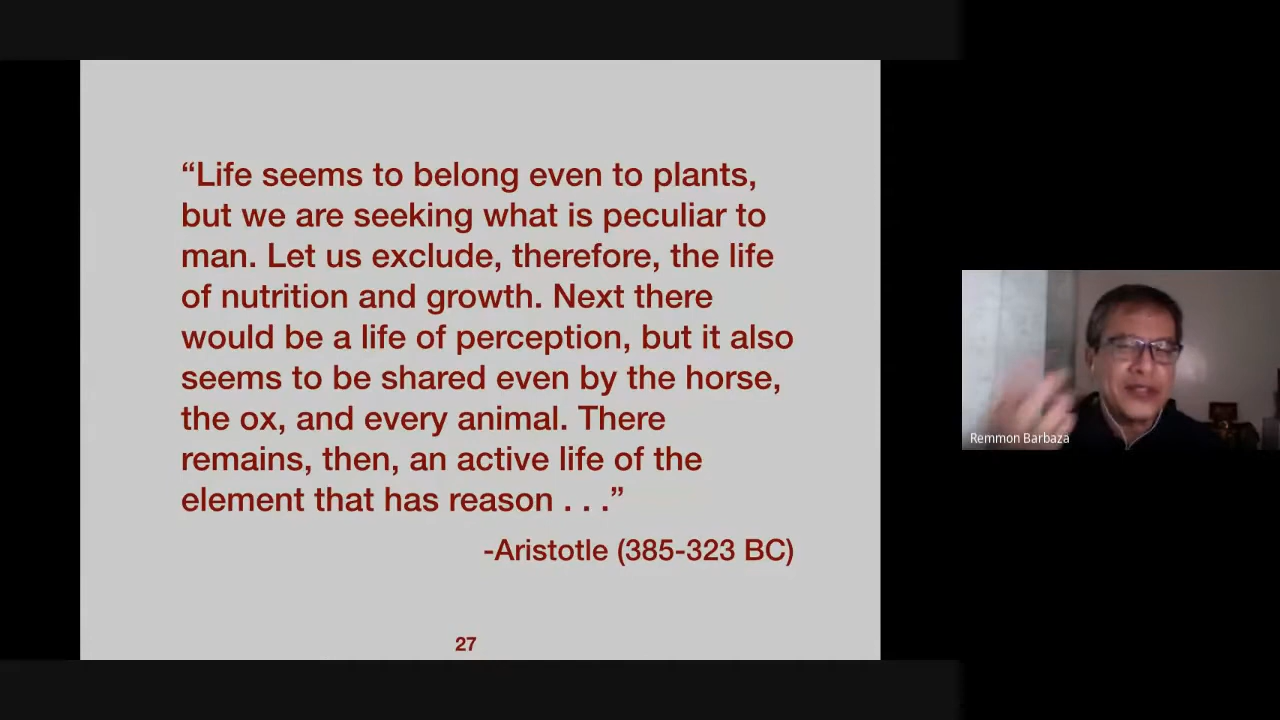 “Life seems to belong even to plants,
but we are seeking what is peculiar to
man. Let us exclude, therefore, the life
of nutrition and growth. Next there
would be a life of perception, but it also
seems to be shared even by the horse,
the ox, and every animal. There
remains, then, an active life of the
element that has reason . . .”
-Aristotle (385-323 BC)
27
Remmon Barbaza